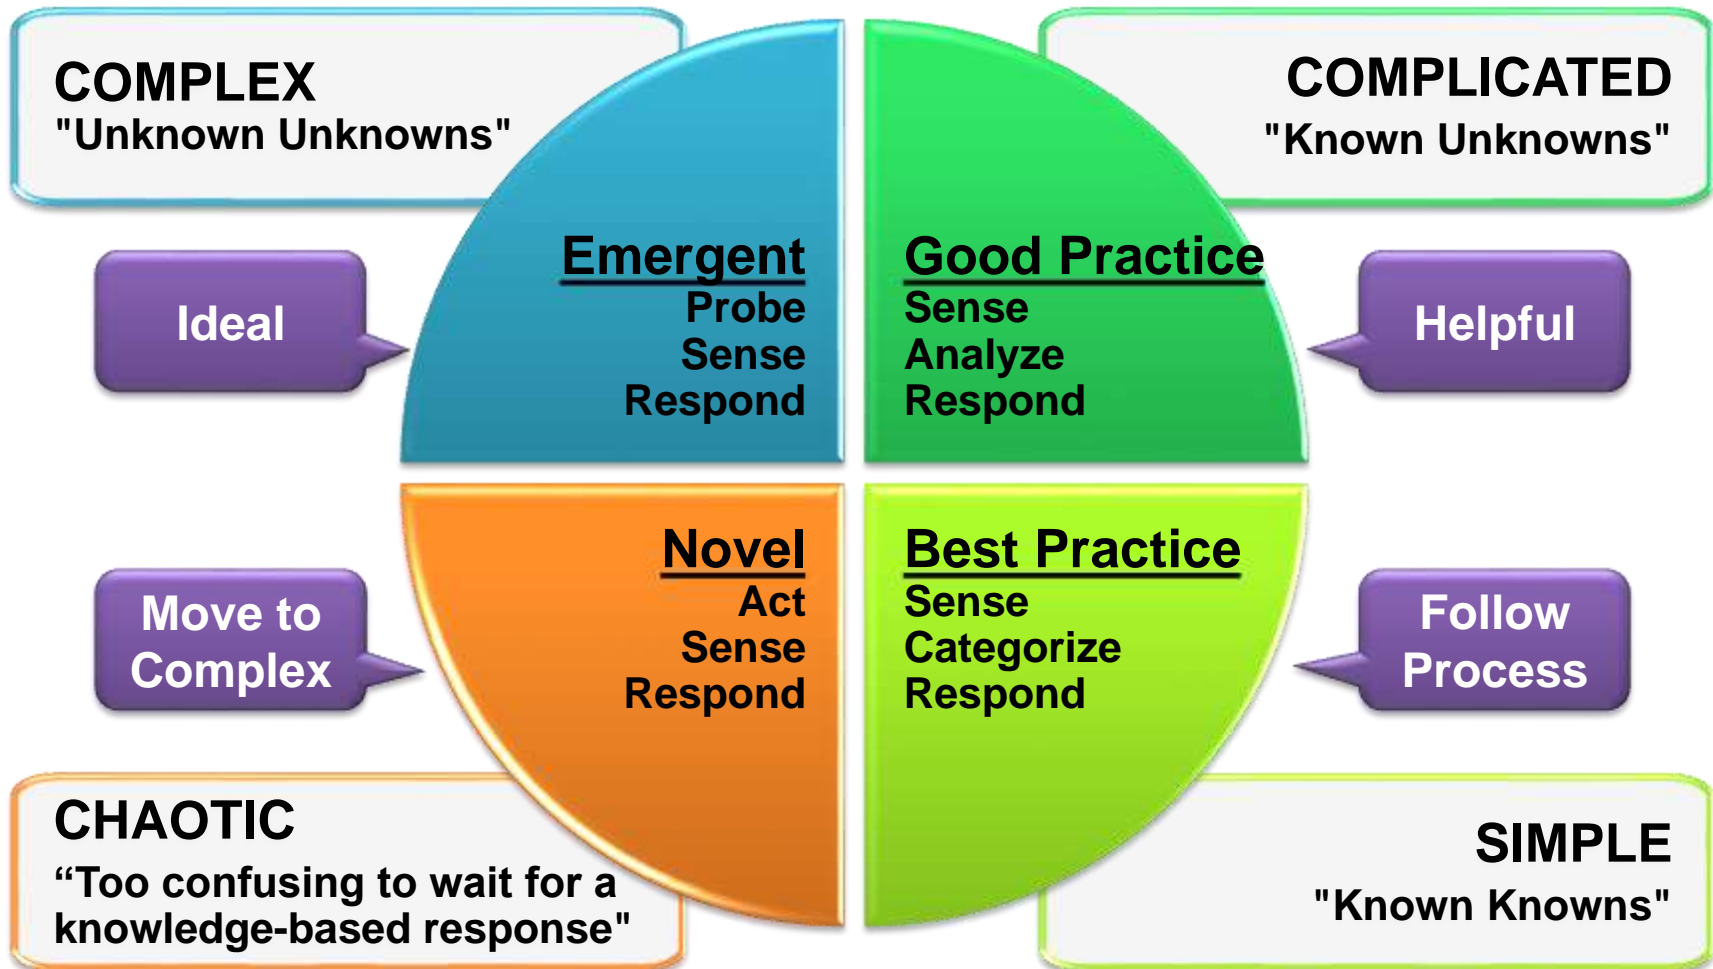 COMPLEX
"Unknown Unknowns"
COMPLICATED
"Known Unknowns"
Ideal
Emergent
Probe
Sense
Respond
Good Practice
Sense
Analyze
Respond
Helpful
Move to
Complex
Novel
Act
Sense
Respond
Best Practice
Sense
Categorize
Respond
Follow
Process
CHAOTIC
“Too confusing to wait for a
knowledge-based response"
SIMPLE
"Known Knowns"